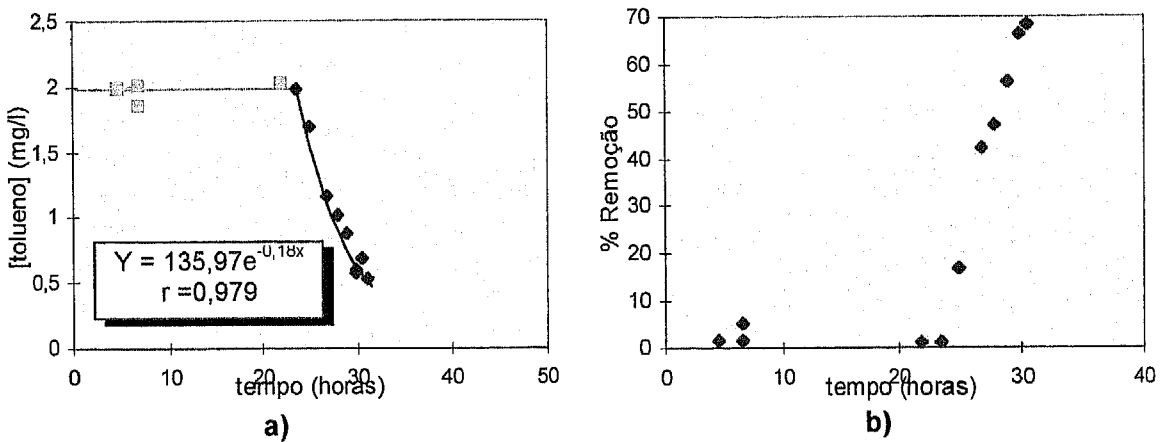 2,5
2
1,5
1
0,5
0
[tolueno] (mg/l)
Y = 135,97e^-0,18x
r =0,979
0 10 20 30 40 50
tempo (horas)
a)
70
60
50
40
30
20
10
0
% Remoção
0 10 20 30 40
tempo (horas)
b)